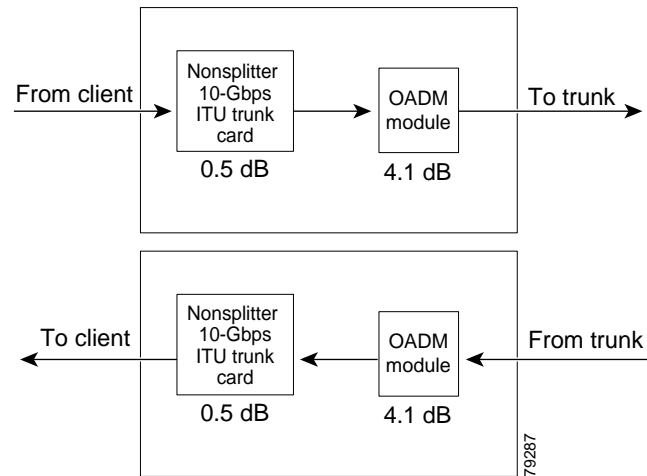 From client
Nonsplitter
10-Gbps
ITU trunk
card
0.5 dB
OADM
module
4.1 dB
To trunk
To client
Nonsplitter
10-Gbps
ITU trunk
card
0.5 dB
OADM
module
4.1 dB
From trunk
79287